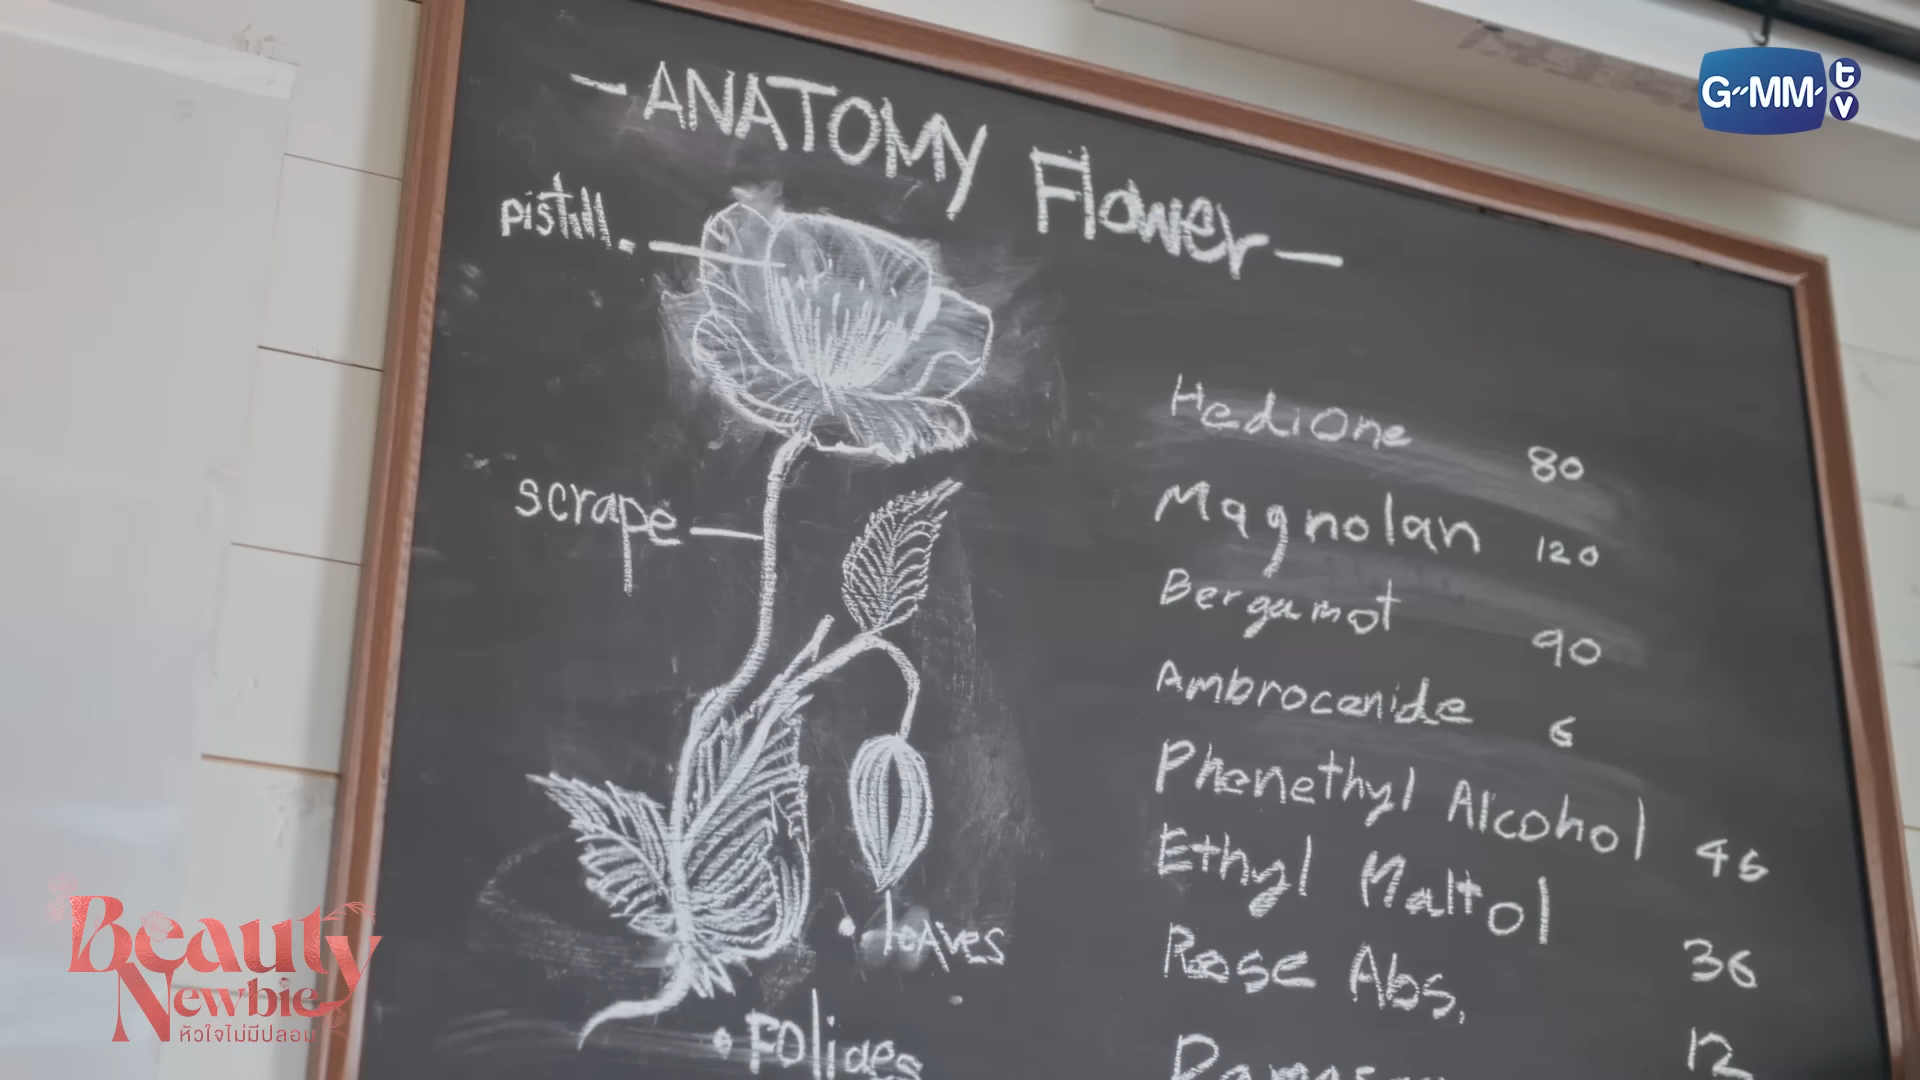 -ANATOMY Flower-
pistill.
scrape
leaves
Folides
Hedione 80
Magnolan 120
Bergamot 90
Ambrocenide 6
Phenethyl Alcohol 46
Ethyl Maltol 36
Rose Abs. 12
G-MM-tv
Beauty
Newbie
หัวใจไม่มีปลอม